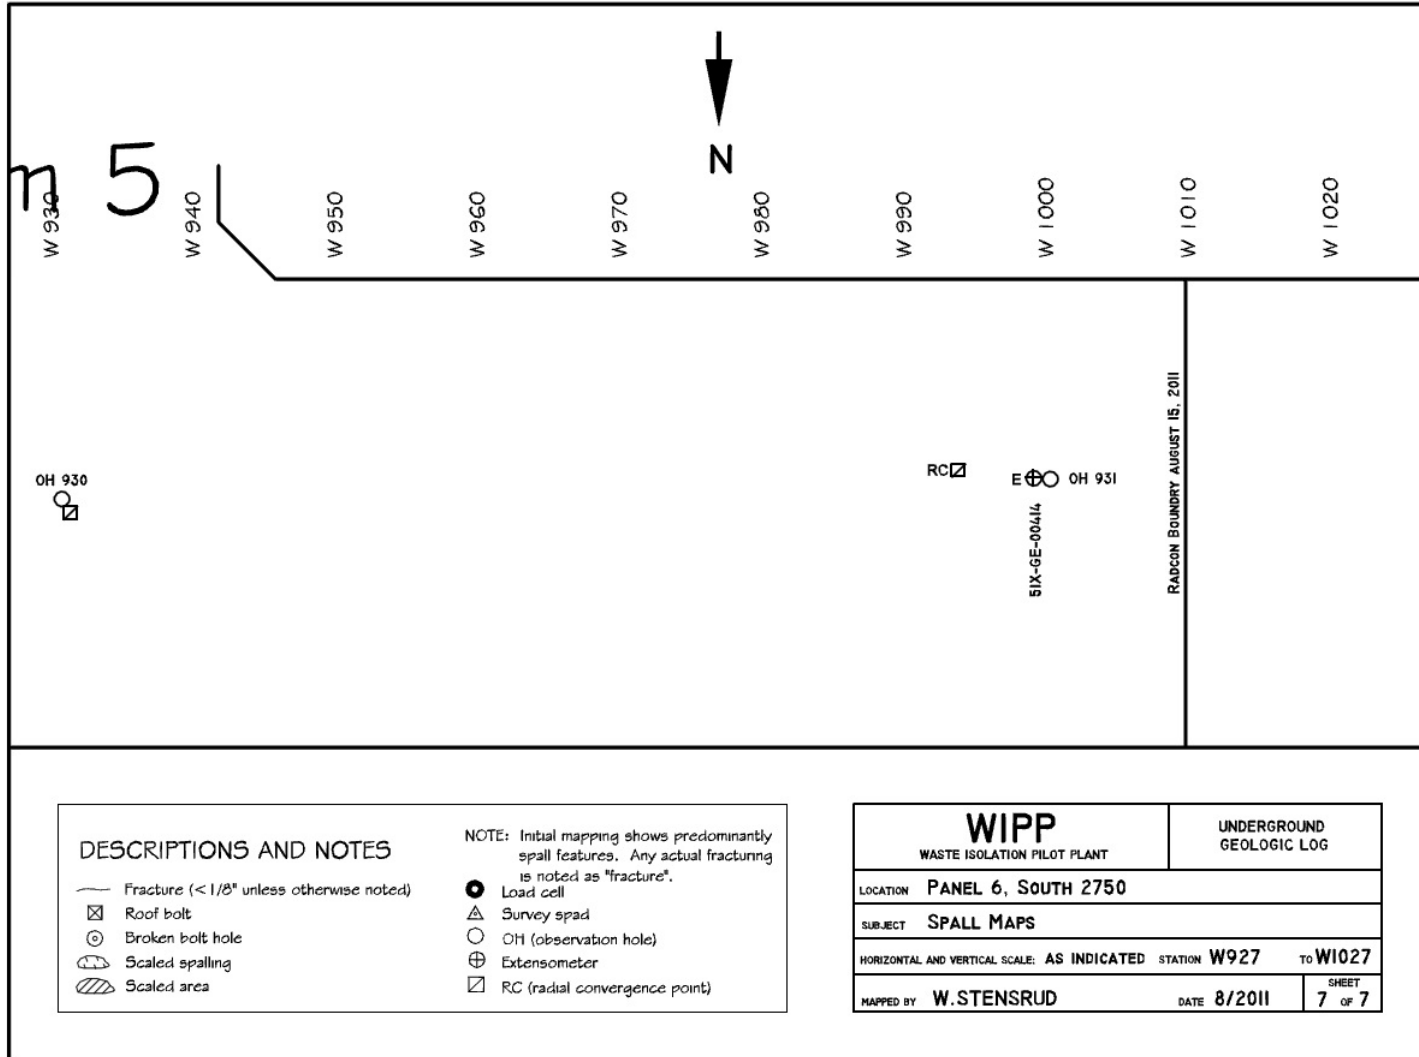 N
m 5
W 930
W 940
W 950
W 960
W 970
W 980
W 990
W 1000
W 1010
W 1020
OH 930
RC
E
OH 931
51X-GE-00414
RADCON BOUNDRY AUGUST 15, 2011
DESCRIPTIONS AND NOTES
Fracture (< 1/8" unless otherwise noted)
Roof bolt
Broken bolt hole
Scaled spalling
Scaled area
NOTE: Initial mapping shows predominantly
spall features. Any actual fracturing
is noted as "fracture".
Load cell
Survey spad
OH (observation hole)
Extensometer
RC (radial convergence point)
WIPP
WASTE ISOLATION PILOT PLANT
UNDERGROUND
GEOLOGIC LOG
LOCATION PANEL 6, SOUTH 2750
SUBJECT SPALL MAPS
HORIZONTAL AND VERTICAL SCALE: AS INDICATED STATION W927 TO W1027
MAPPED BY W.STENSRUD DATE 8/2011
SHEET
7 OF 7